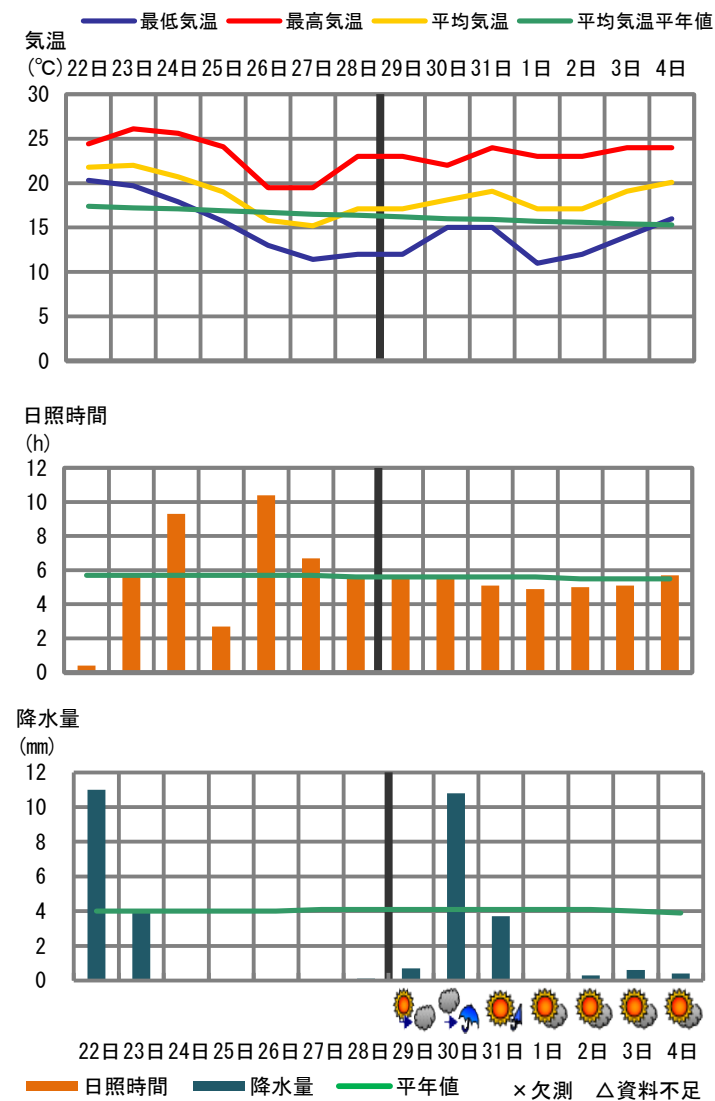 最低気温 最高気温 平均気温 平均気温平年値
気温
(℃) 22日 23日 24日 25日 26日 27日 28日 29日 30日 31日 1日 2日 3日 4日
30
25
20
15
10
5
0
日照時間
(h)
12
10
8
6
4
2
0
降水量
(㎜)
12
10
8
6
4
2
0
22日 23日 24日 25日 26日 27日 28日 29日 30日 31日 1日 2日 3日 4日
日照時間 降水量 平年値 ×欠測 △資料不足